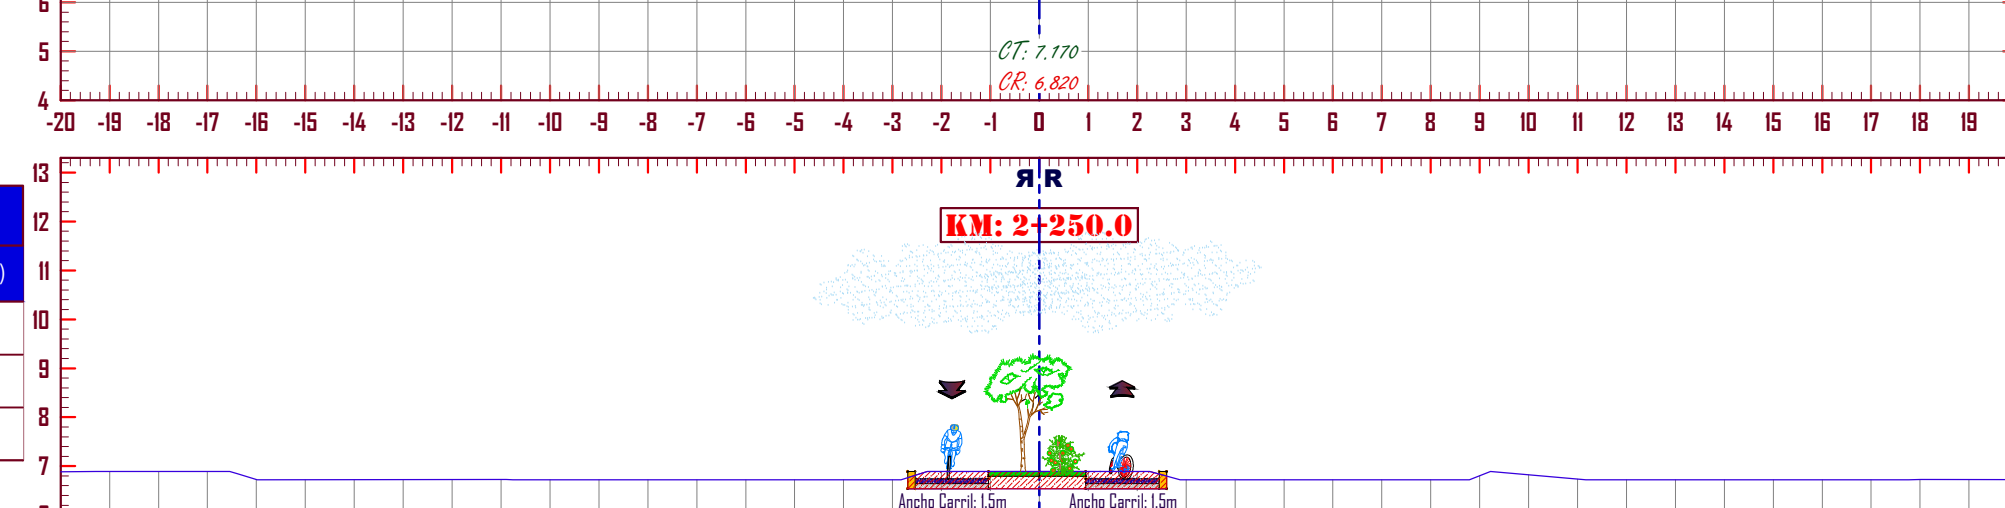 6
5
CT: 7.170
CR: 6.820
4
-20 -19 -18 -17 -16 -15 -14 -13 -12 -11 -10 -9 -8 -7 -6 -5 -4 -3 -2 -1 0 1 2 3 4 5 6 7 8 9 10 11 12 13 14 15 16 17 18 19
13
ЯR
12
KM: 2+250.0
11
)
10
9
8
7
Ancho Carril: 1.5m Ancho Carril: 1.5m